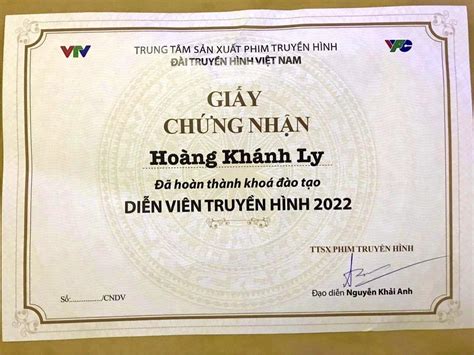 VTV
TRUNG TÂM SẢN XUẤT PHIM TRUYỀN HÌNH
VFC
ĐÀI TRUYỀN HÌNH VIỆT NAM
GIẤY
CHỨNG NHẬN
Hoàng Khánh Ly
Đã hoàn thành khoá đào tạo
DIỄN VIÊN TRUYỀN HÌNH 2022
TTSX PHIM TRUYỀN HÌNH
Số:............/CNDV
Đạo diễn Nguyễn Khải Anh